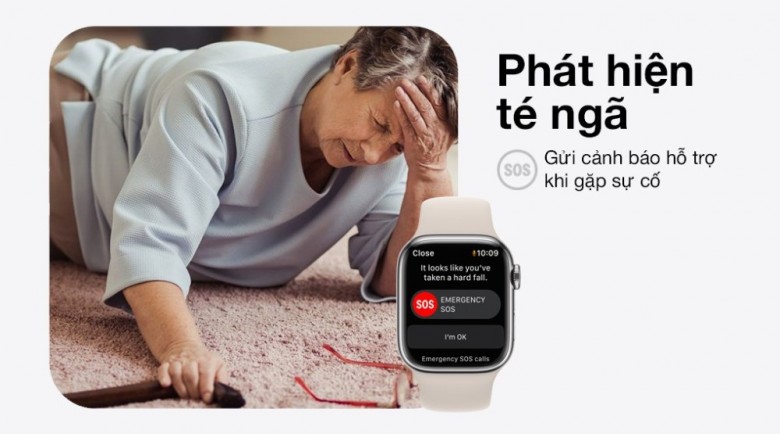 Phát hiện
té ngã
SOS
Gửi cảnh báo hỗ trợ
khi gặp sự cố
Close
10:09
It looks like you've
taken a hard fall.
SOS
EMERGENCY
SOS
I'm OK
Emergency SOS calls